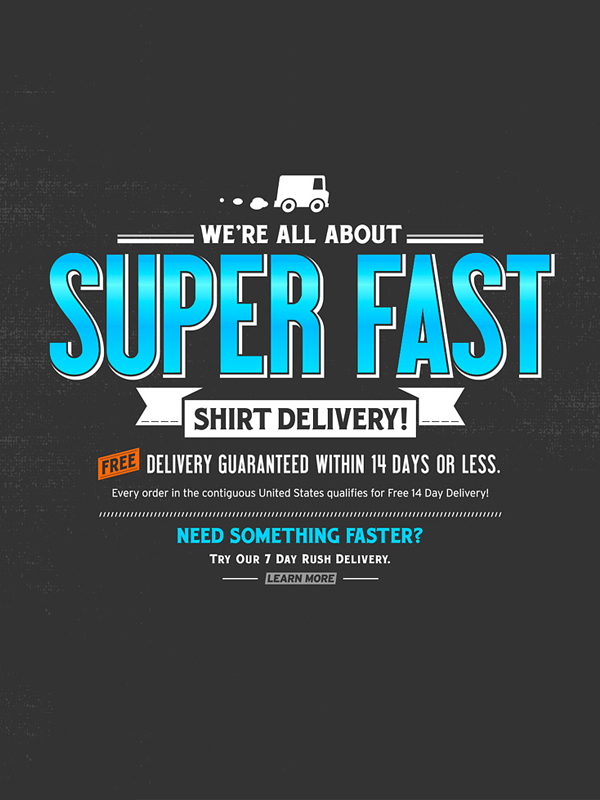 WE'RE ALL ABOUT
SUPER FAST
SHIRT DELIVERY!
FREE DELIVERY GUARANTEED WITHIN 14 DAYS OR LESS.
Every order in the contiguous United States qualifies for Free 14 Day Delivery!
NEED SOMETHING FASTER?
TRY OUR 7 DAY RUSH DELIVERY.
LEARN MORE